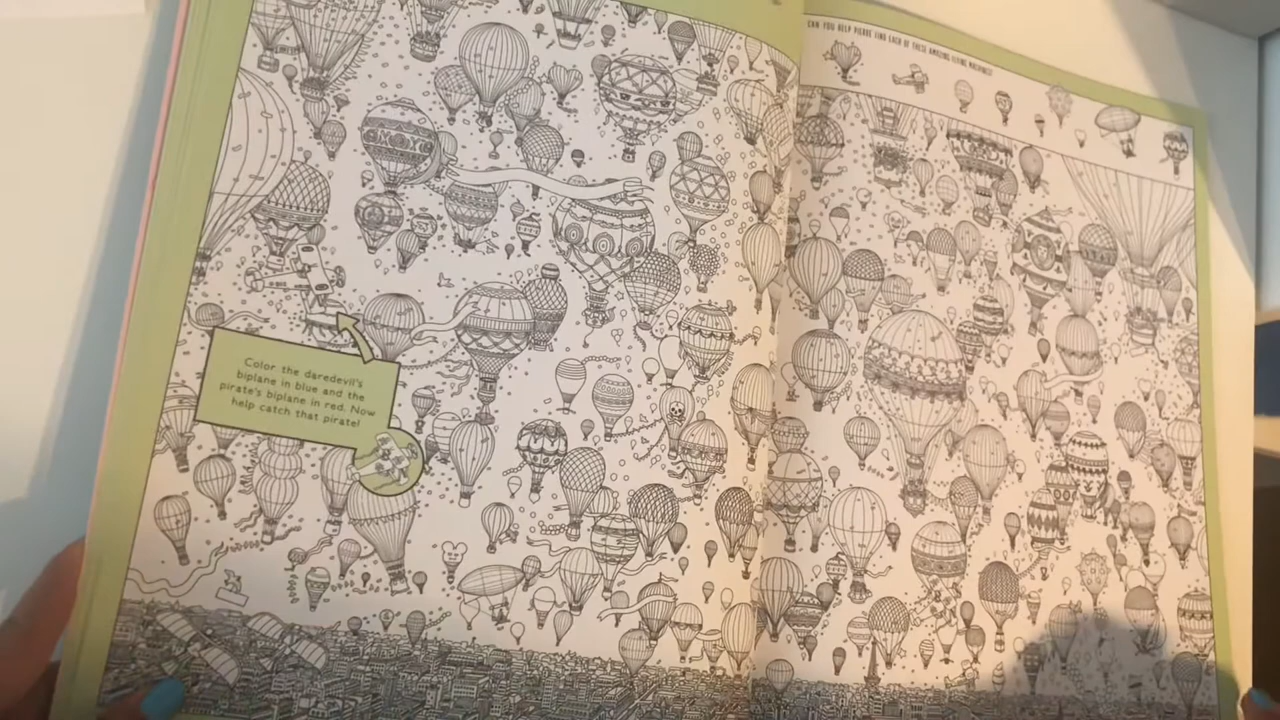 CAN YOU HELP PLEASE FIND EACH OF THESE AMAZING FLYING MACHINES?
Color the daredevil's
biplane in blue and the
pirate's biplane in red. Now
help catch that pirate!